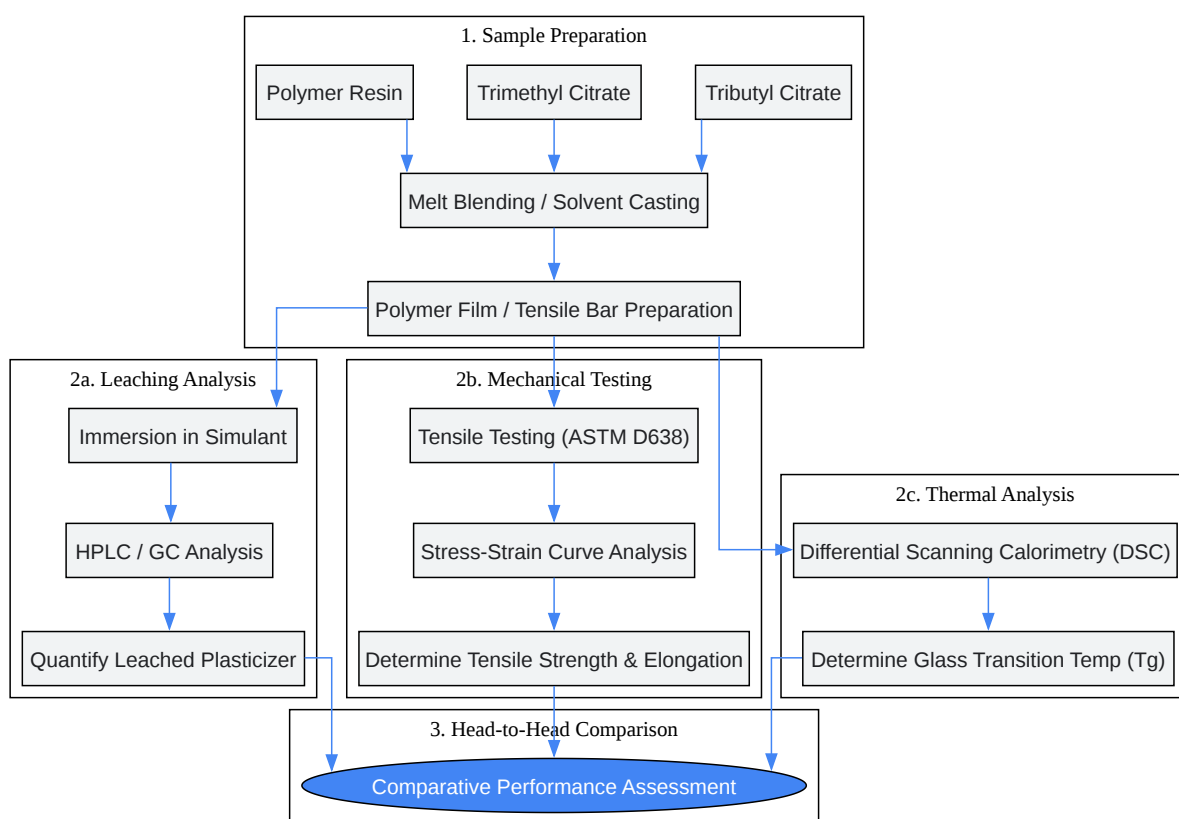 1. Sample Preparation
Polymer Resin
Trimethyl Citrate
Tributyl Citrate
Melt Blending / Solvent Casting
Polymer Film / Tensile Bar Preparation
2a. Leaching Analysis
Immersion in Simulant
HPLC / GC Analysis
Quantify Leached Plasticizer
2b. Mechanical Testing
Tensile Testing (ASTM D638)
Stress-Strain Curve Analysis
Determine Tensile Strength & Elongation
2c. Thermal Analysis
Differential Scanning Calorimetry (DSC)
Determine Glass Transition Temp (Tg)
3. Head-to-Head Comparison
Comparative Performance Assessment